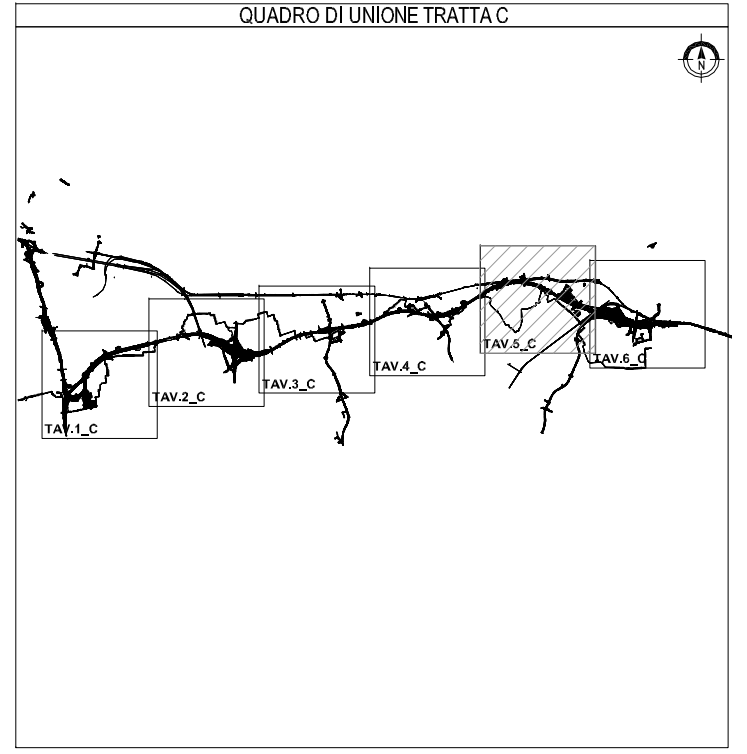 QUADRO DI UNIONE TRATTA C
N
TAV.1_C
TAV.2_C
TAV.3_C
TAV.4_C
TAV.5_C
TAV.6_C